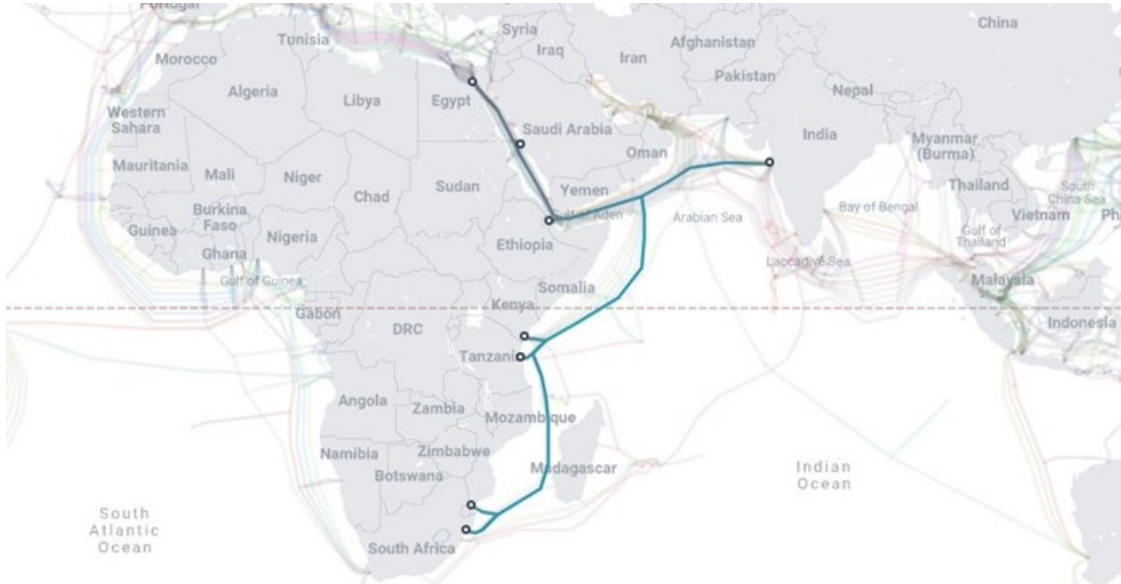 Portugal
Syria
China
Tunisia
Iraq
Iran
Afghanistan
Morocco
Pakistan
Algeria
Libya
Egypt
Nepal
Western
Sahara
Saudi Arabia
India
Myanmar
(Burma)
Oman
Mauritania
Mali
Niger
Chad
Sudan
Yemen
Thailand
South
China Sea
Burkina
Faso
Bay of Bengal
Vietnam
Ph
Guinea
Nigeria
Gulf of Aden
Arabian Sea
Gulf of
Thailand
Ghana
Ethiopia
Laccadive Sea
Gulf of Guinea
Somalia
Malaysia
Kenya
Gabon
DRC
Indonesia
Tanzani
Angola
Zambia
Mozambique
Zimbabwe
Namibia
Madagascar
Botswana
Indian
Ocean
South
Atlantic
Ocean
South Africa